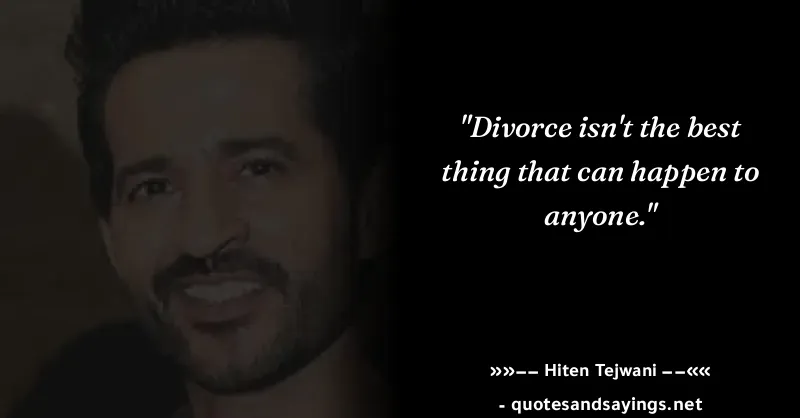 "Divorce isn't the best
thing that can happen to
anyone."
»»−− Hiten Tejwani −−««
- quotesandsayings.net